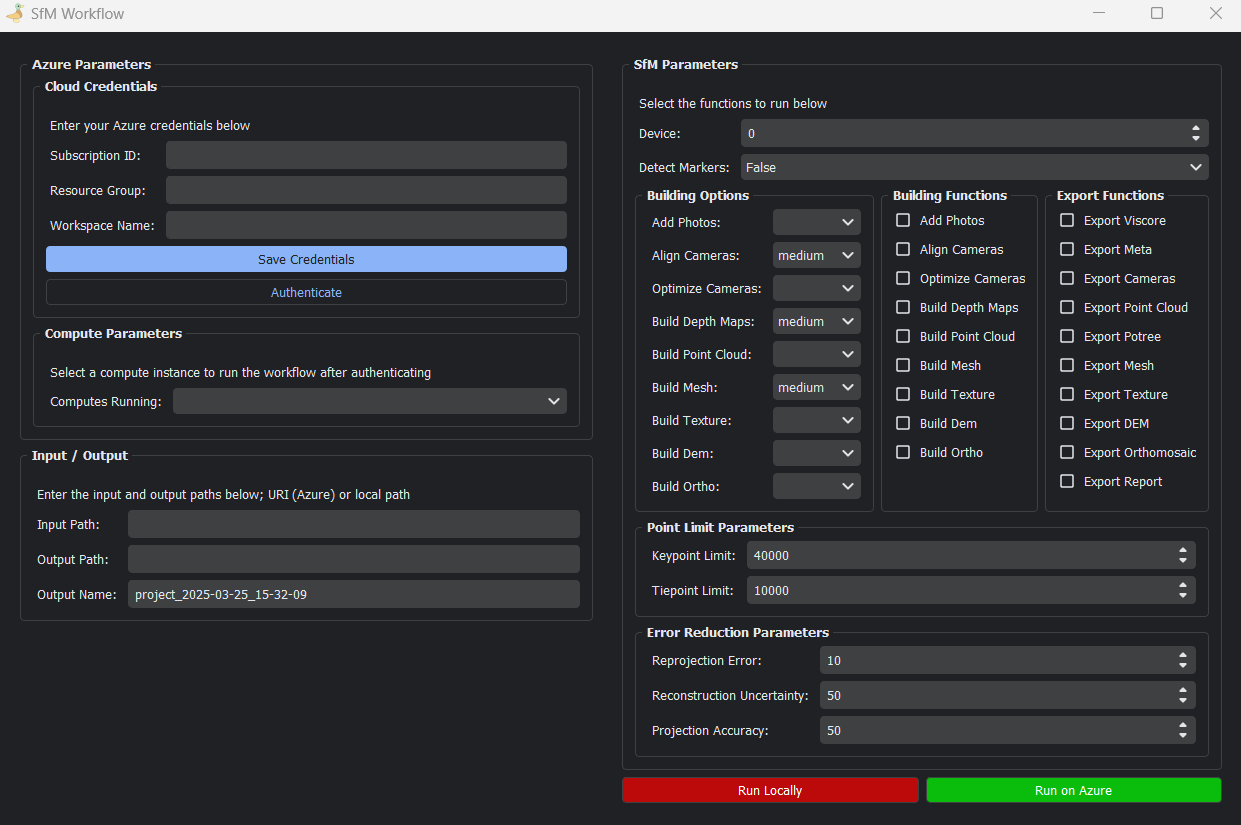 SfM Workflow
Azure Parameters
Cloud Credentials
Enter your Azure credentials below
Subscription ID:
Resource Group:
Workspace Name:
Save Credentials
Authenticate
Compute Parameters
Select a compute instance to run the workflow after authenticating
Computes Running:
Input / Output
Enter the input and output paths below; URI (Azure) or local path
Input Path:
Output Path:
Output Name: project_2025-03-25_15-32-09
SfM Parameters
Select the functions to run below
Device: 0
Detect Markers: False
Building Options
Add Photos:
Align Cameras: medium
Optimize Cameras:
Build Depth Maps: medium
Build Point Cloud:
Build Mesh: medium
Build Texture:
Build Dem:
Build Ortho:
Building Functions
Add Photos
Align Cameras
Optimize Cameras
Build Depth Maps
Build Point Cloud
Build Mesh
Build Texture
Build Dem
Build Ortho
Export Functions
Export Viscore
Export Meta
Export Cameras
Export Point Cloud
Export Potree
Export Mesh
Export Texture
Export DEM
Export Orthomosaic
Export Report
Point Limit Parameters
Keypoint Limit: 40000
Tiepoint Limit: 10000
Error Reduction Parameters
Reprojection Error: 10
Reconstruction Uncertainty: 50
Projection Accuracy: 50
Run Locally
Run on Azure